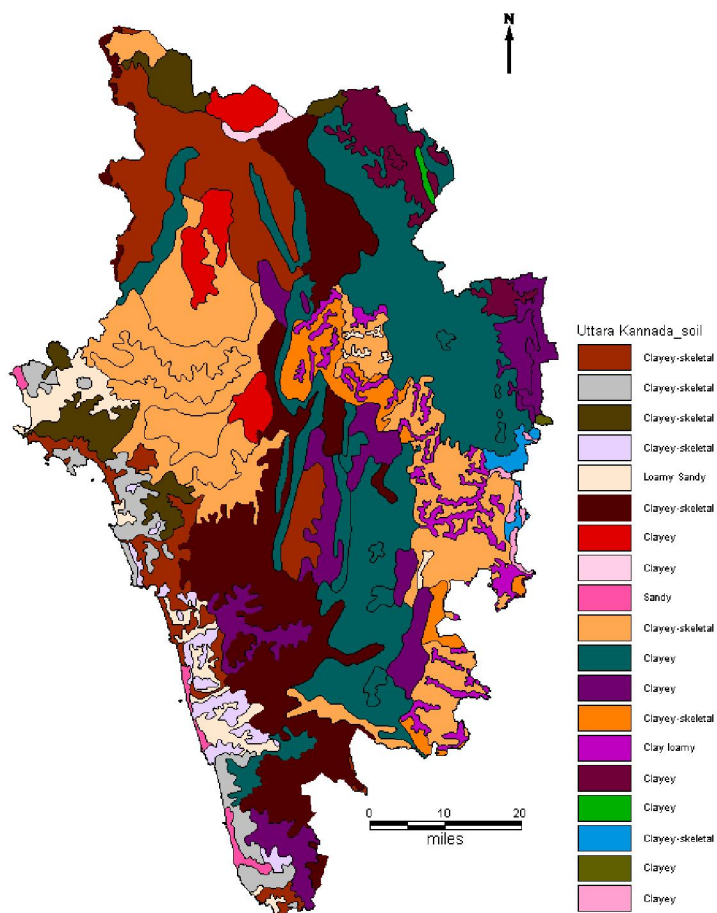 N
Uttara Kannada_soil
Clayey-skeletal
Clayey-skeletal
Clayey-skeletal
Clayey-skeletal
Loamy Sandy
Clayey-skeletal
Clayey
Clayey
Sandy
Clayey-skeletal
Clayey
Clayey
Clayey-skeletal
Clay loamy
Clayey
Clayey
Clayey-skeletal
Clayey
Clayey
0 10 20
miles